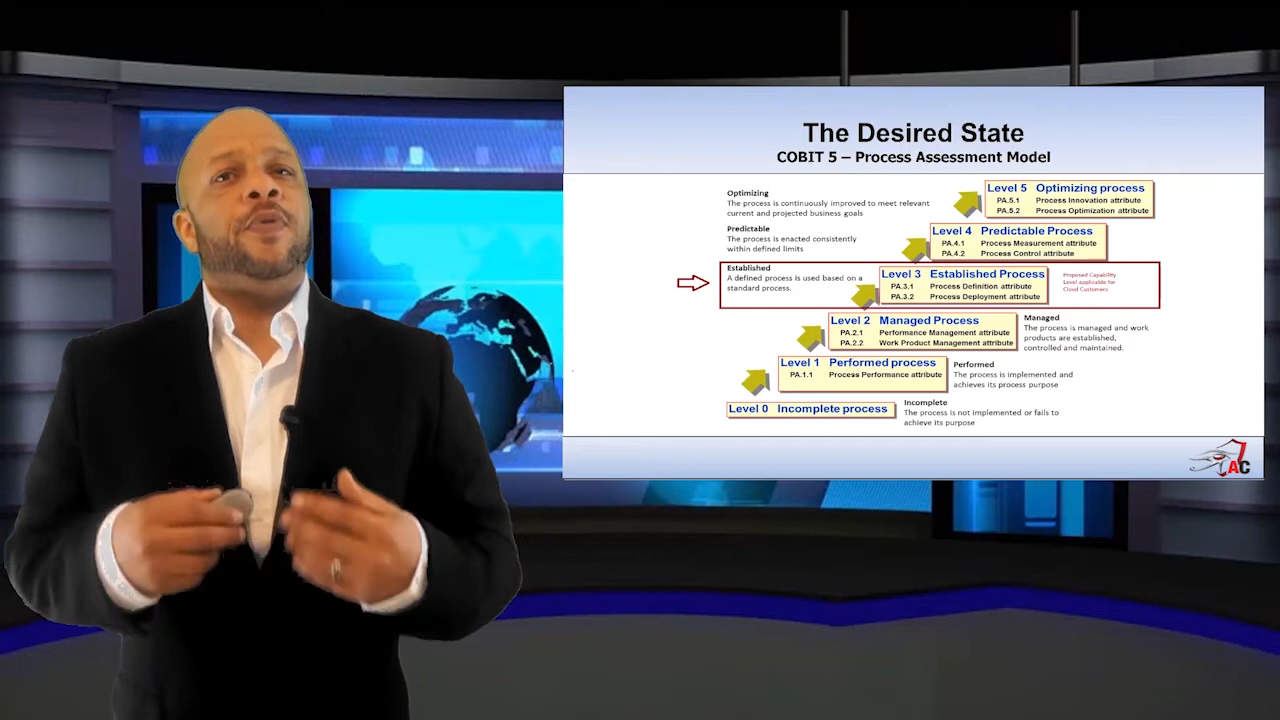 The Desired State
COBIT 5 – Process Assessment Model
Optimizing
The process is continuously improved to meet relevant
current and projected business goals
Level 5 Optimizing process
PA.5.1 Process Innovation attribute
PA.5.2 Process Optimization attribute
Predictable
The process is enacted consistently
within defined limits
Level 4 Predictable Process
PA.4.1 Process Measurement attribute
PA.4.2 Process Control attribute
Established
A defined process is used based on a
standard process.
Level 3 Established Process
PA.3.1 Process Definition attribute
PA.3.2 Process Deployment attribute
Proposed Capability
Level applicable for
Cloud Customers
Level 2 Managed Process
PA.2.1 Performance Management attribute
PA.2.2 Work Product Management attribute
Managed
The process is managed and work
products are established,
controlled and maintained.
Level 1 Performed process
PA.1.1 Process Performance attribute
Performed
The process is implemented and
achieves its process purpose
Level 0 Incomplete process
Incomplete
The process is not implemented or fails to
achieve its purpose
AC